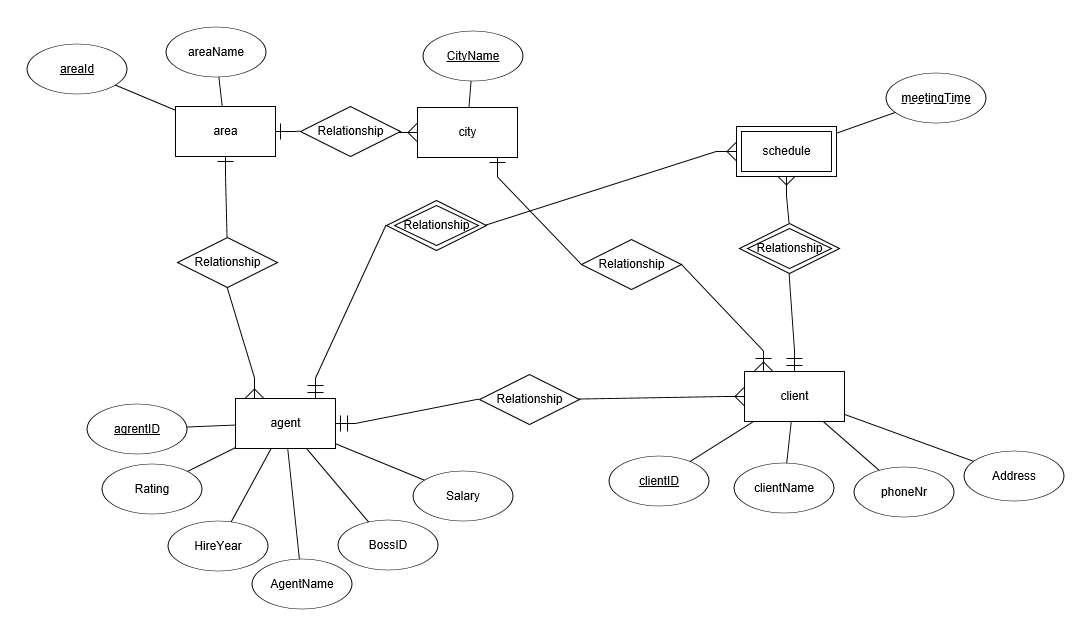 areaName
CityName
areaId
meetingTime
area
Relationship
city
schedule
Relationship
Relationship
Relationship
Relationship
Relationship
client
agent
agrentID
Address
clientID
clientName
phoneNr
Rating
Salary
HireYear
BossID
AgentName